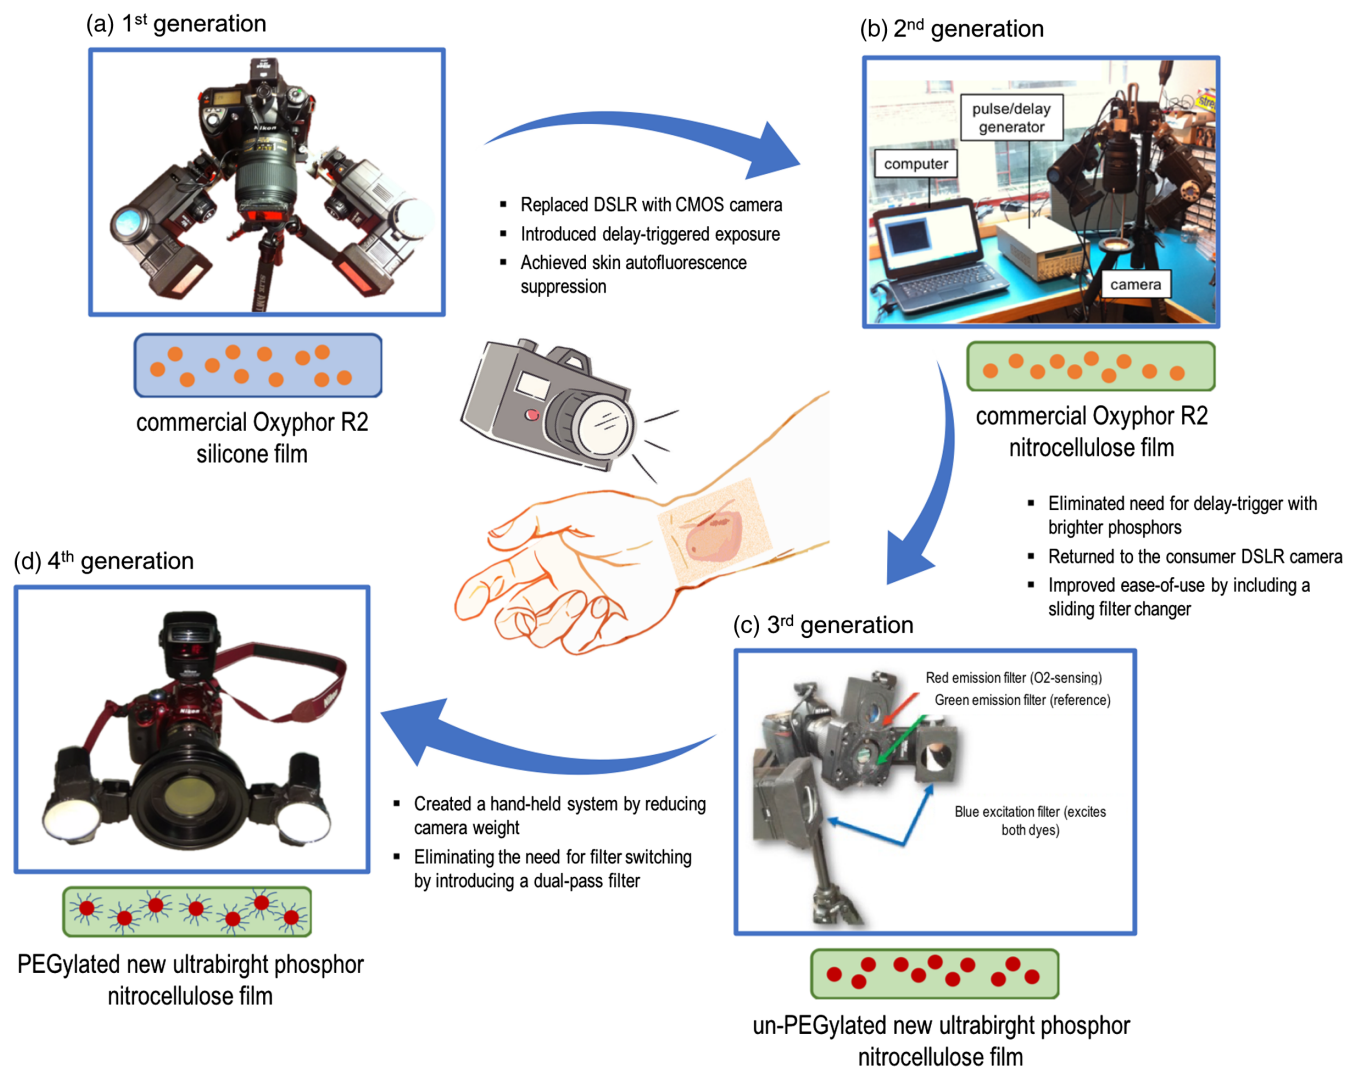 (a) 1st generation
Nikon
(b) 2nd generation
pulse/delay
generator
computer
camera
▪ Replaced DSLR with CMOS camera
▪ Introduced delay-triggered exposure
▪ Achieved skin autofluorescence
suppression
commercial Oxyphor R2
silicone film
commercial Oxyphor R2
nitrocellulose film
▪ Eliminated need for delay-trigger with
brighter phosphors
▪ Returned to the consumer DSLR camera
▪ Improved ease-of-use by including a
sliding filter changer
(d) 4th generation
(c) 3rd generation
Red emission filter (O2-sensing)
Green emission filter (reference)
Blue excitation filter (excites
both dyes)
▪ Created a hand-held system by reducing
camera weight
▪ Eliminating the need for filter switching
by introducing a dual-pass filter
PEGylated new ultrabirght phosphor
nitrocellulose film
un-PEGylated new ultrabirght phosphor
nitrocellulose film